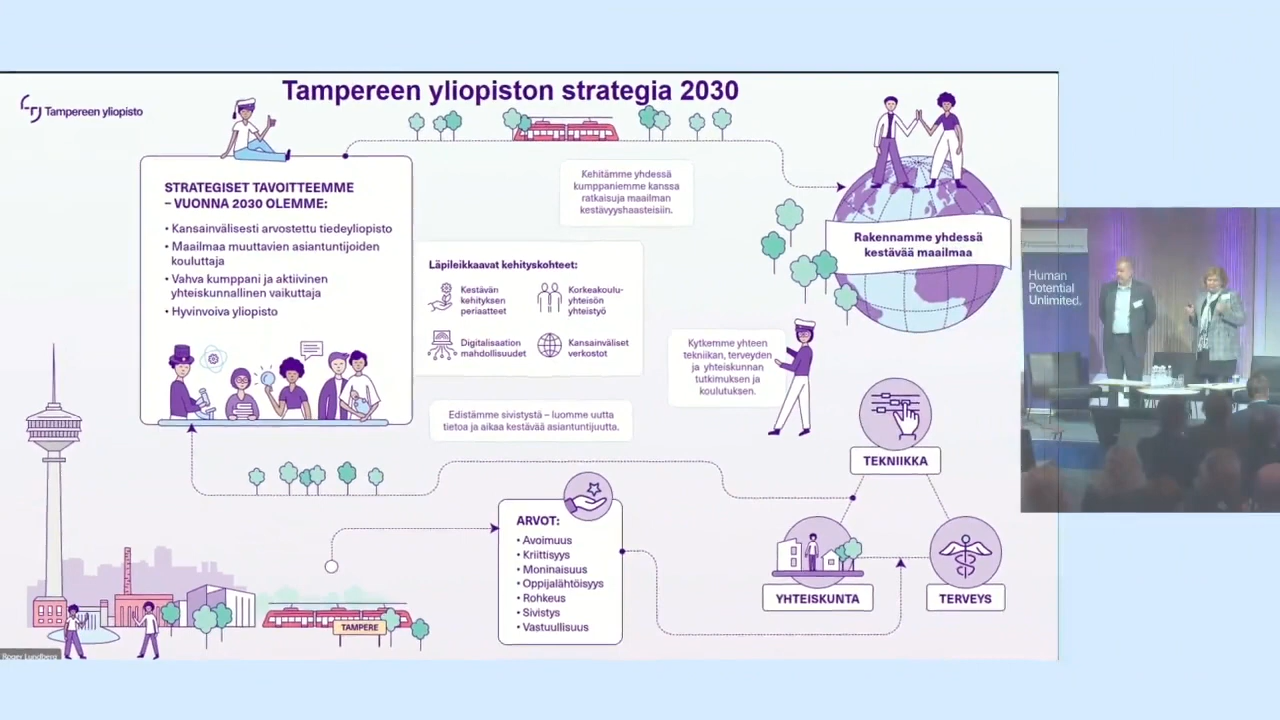 Tampereen yliopiston strategia 2030
Tampereen yliopisto
STRATEGISET TAVOITTEEMME
– VUONNA 2030 OLEMME:
• Kansainvälisesti arvostettu tiedeyliopisto
• Maailmaa muuttavien asiantuntijoiden
kouluttaja
• Vahva kumppani ja aktiivinen
yhteiskunnallinen vaikuttaja
• Hyvinvoiva yliopisto
Kehitämme yhdessä
kumppaniemme kanssa
ratkaisuja maailman
kestävyyshaasteisiin.
Rakennamme yhdessä
kestävää maailmaa
Läpileikkaavat kehityskohteet:
Kestävän
kehityksen
periaatteet
Korkeakoulu-
yhteisön
yhteistyö
Digitalisaation
mahdollisuudet
Kansainväliset
verkostot
Human
Potential
Unlimited.
Kytkemme yhteen
tekniikan, terveyden
ja yhteiskunnan
tutkimuksen ja
koulutuksen.
Edistämme sivistystä – luomme uutta
tietoa ja aikaa kestävää asiantuntijuutta.
TEKNIIKKA
ARVOT:
• Avoimuus
• Kriittisyys
• Moninaisuus
• Oppijalähtöisyys
• Rohkeus
• Sivistys
• Vastuullisuus
YHTEISKUNTA
TERVEYS
TAMPERE
Roger Lundberg